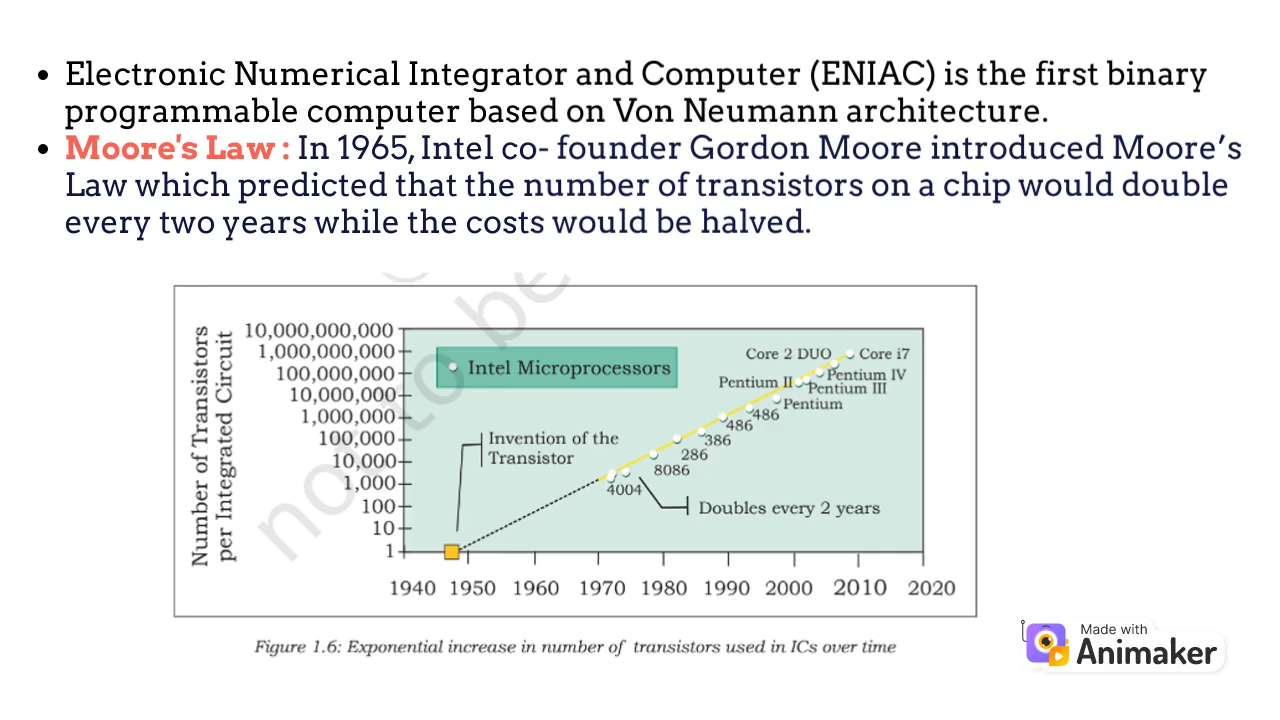 • Electronic Numerical Integrator and Computer (ENIAC) is the first binary
programmable computer based on Von Neumann architecture.
• Moore's Law : In 1965, Intel co- founder Gordon Moore introduced Moore’s
Law which predicted that the number of transistors on a chip would double
every two years while the costs would be halved.
not to be
Number of Transistors
per Integrated Circuit
10,000,000,000
1,000,000,000
100,000,000
10,000,000
1,000,000
100,000
10,000
1,000
100
10
1
Intel Microprocessors
Invention of the
Transistor
Core 2 DUO
Core i7
Pentium IV
Pentium II
Pentium III
Pentium
486
486
386
286
8086
4004
Doubles every 2 years
1940 1950 1960 1970 1980 1990 2000 2010 2020
Figure 1.6: Exponential increase in number of transistors used in ICs over time
Made with
Animaker